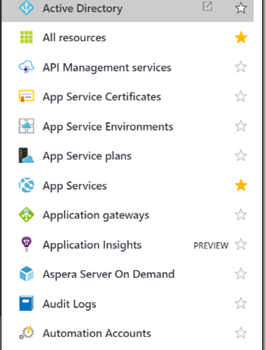 Active Directory
All resources
API Management services
App Service Certificates
App Service Environments
App Service plans
App Services
Application gateways
Application Insights PREVIEW
Aspera Server On Demand
Audit Logs
Automation Accounts